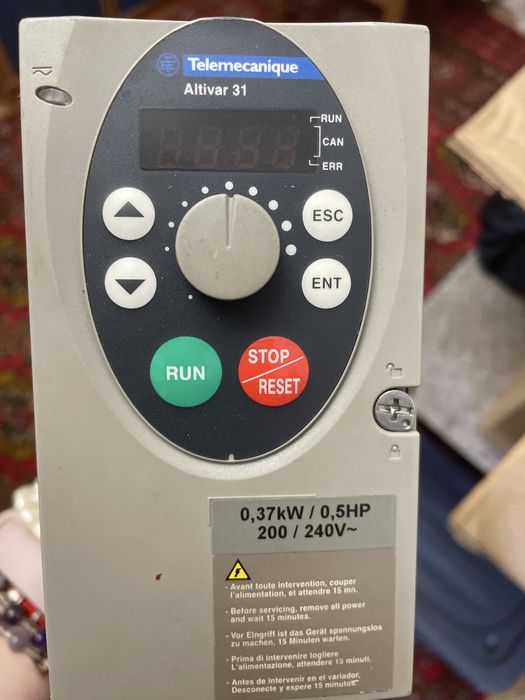 Telemecanique
Altivar 31
RUN
CAN
ERR
ESC
ENT
RUN
STOP
RESET
0,37kW / 0,5HP
200 / 240V~
- Avant toute intervention, couper
l'alimentation, et attendre 15 mn.
- Before servicing, remove all power
and wait 15 minutes.
- Vor Eingriff ist das Gerät spannungslos
zu machen, 15 Minuten warten.
- Prima di intervenire togliere
L'alimentazione, attendere 15 minuti.
- Antes de intervenir en el variador,
Desconecte y espere 15 minutos.